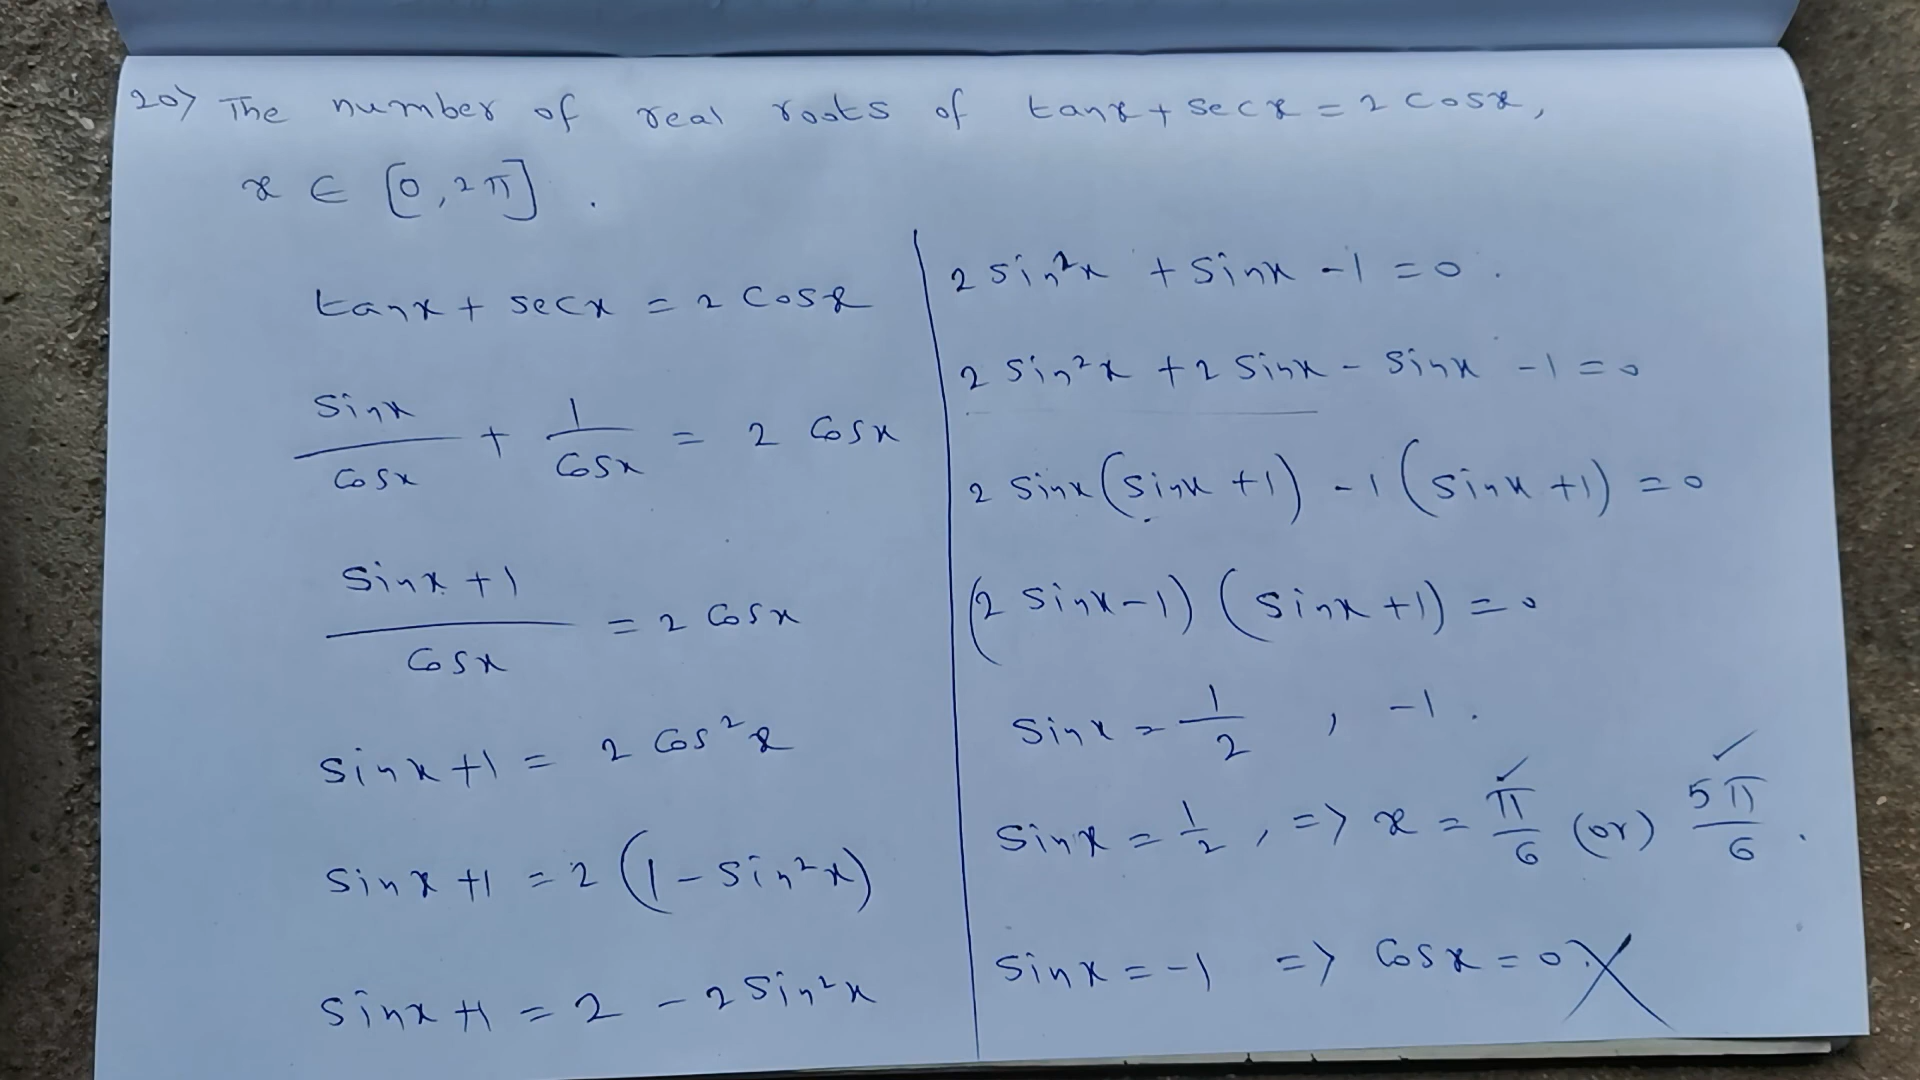 20) The number of real roots of tanx + secx = 2 cosx,
x ∈ [0, 2π] .
tanx + secx = 2 cosx
sinx/cosx + 1/cosx = 2 cosx
sinx + 1/cosx = 2 cosx
sinx + 1 = 2 cos²x
sinx + 1 = 2 (1 - sin²x)
sinx + 1 = 2 - 2 sin²x
2 sin²x + sinx - 1 = 0 .
2 sin²x + 2 sinx - sinx - 1 = 0
2 sinx (sinx + 1) - 1 (sinx + 1) = 0
(2 sinx - 1) (sinx + 1) = 0
sinx = 1/2 , -1 .
sinx = 1/2 , => x = π/6 ✓ (or) 5π/6 ✓ .
sinx = -1 => cosx = 0 . X